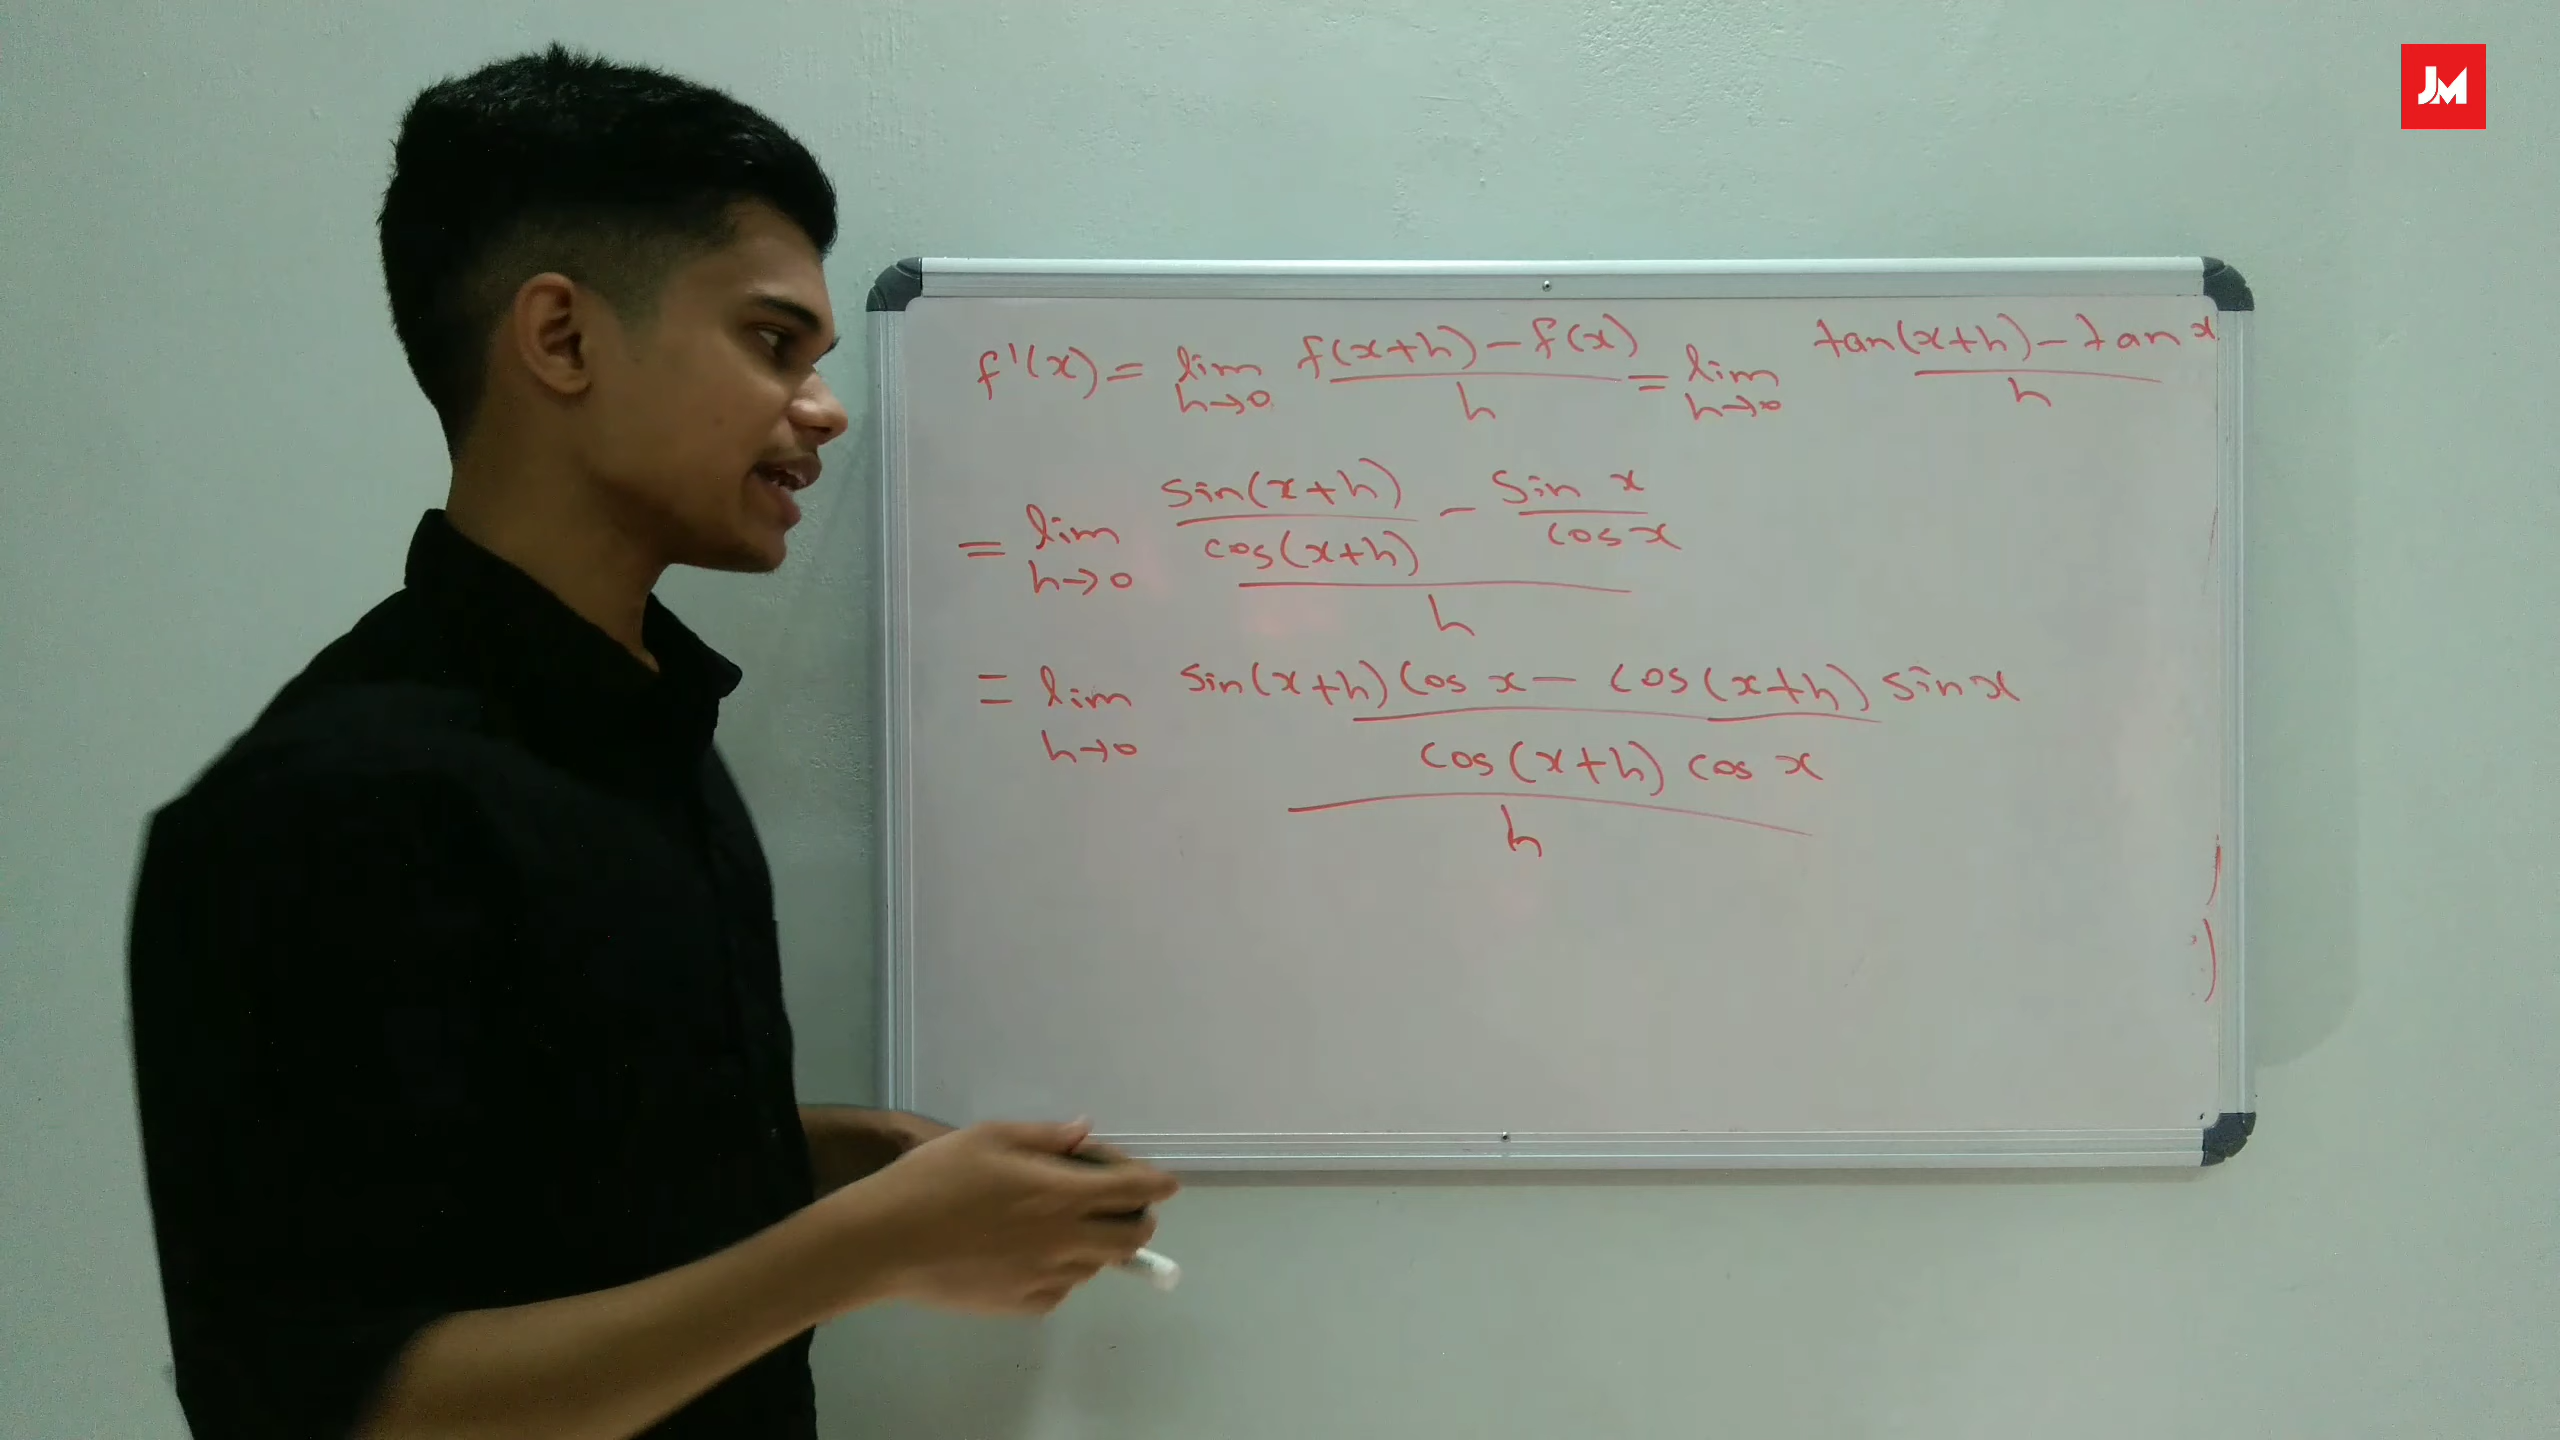 JM
f'(x) = lim h→0 f(x+h) - f(x) / h = lim h→0 tan(x+h) - tan x / h
= lim h→0 sin(x+h) / cos(x+h) - sin x / cos x / h
= lim h→0 sin(x+h) cos x - cos(x+h) sin x / cos(x+h) cos x / h